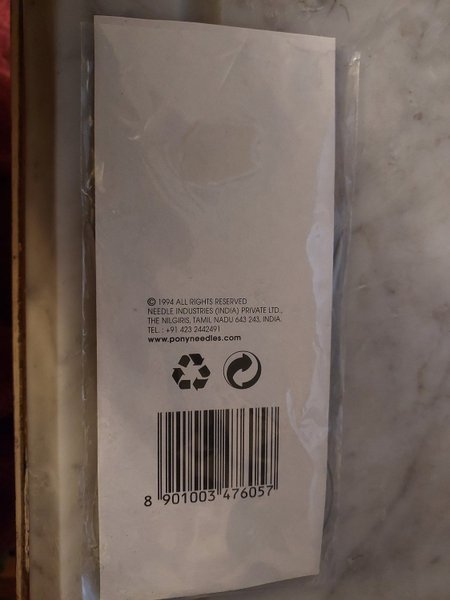 © 1994 ALL RIGHTS RESERVED
NEEDLE INDUSTRIES (INDIA) PRIVATE LTD.,
THE NILGIRIS, TAMIL NADU 643 243, INDIA.
TEL. : +91 423 2442491
www.ponyneedles.com
8 901003 476057